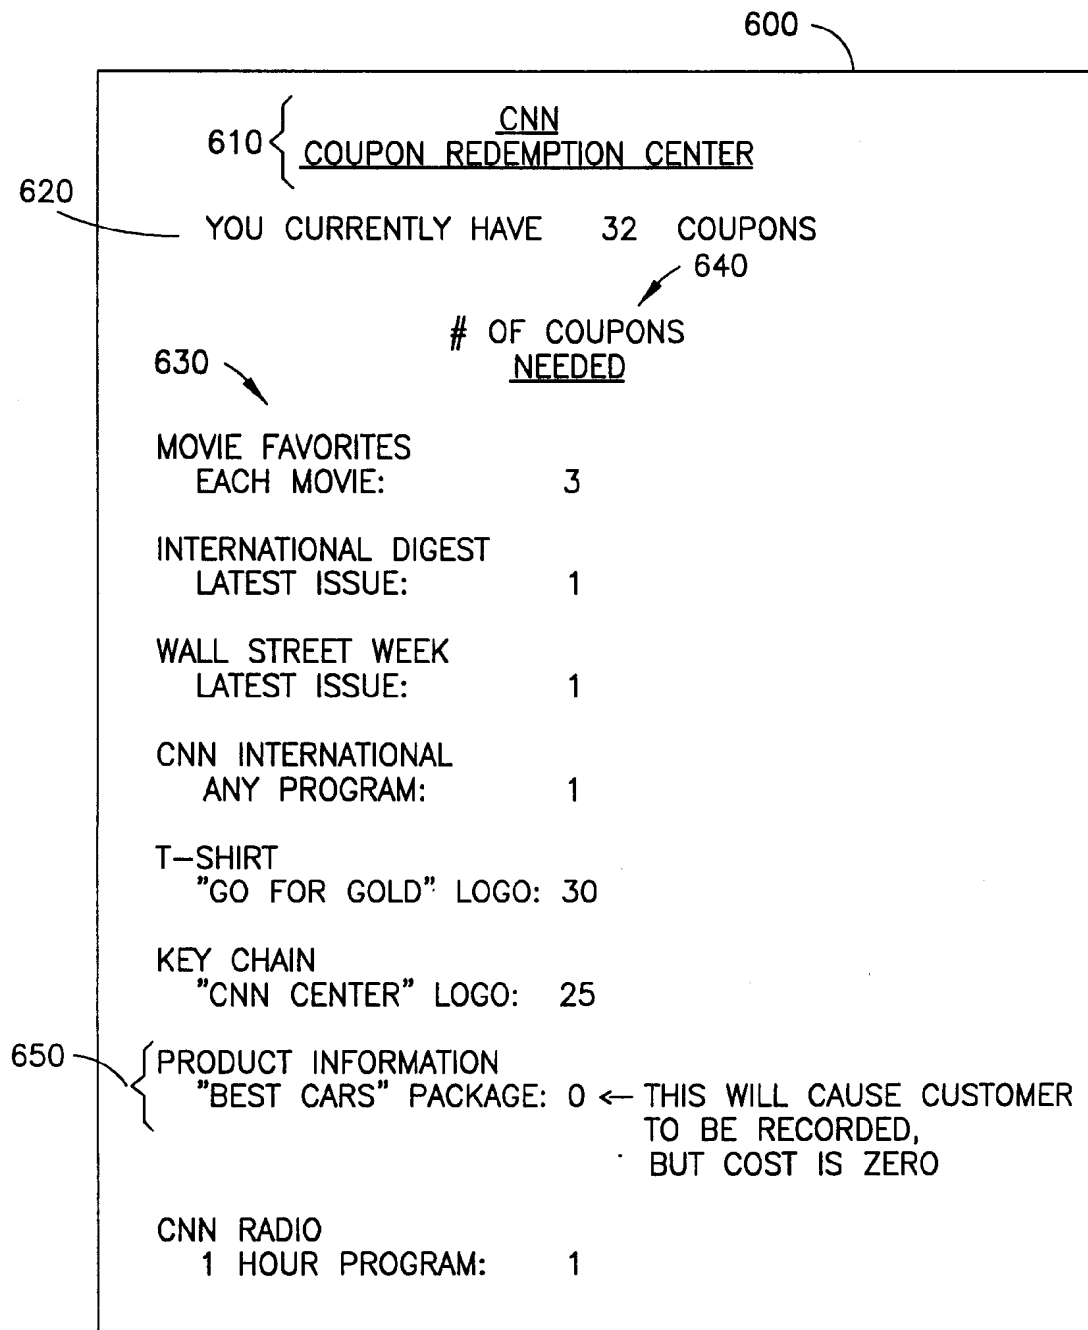 600
610 CNN
COUPON REDEMPTION CENTER
620
YOU CURRENTLY HAVE 32 COUPONS
640
# OF COUPONS
NEEDED
630
MOVIE FAVORITES
EACH MOVIE: 3
INTERNATIONAL DIGEST
LATEST ISSUE: 1
WALL STREET WEEK
LATEST ISSUE: 1
CNN INTERNATIONAL
ANY PROGRAM: 1
T-SHIRT
"GO FOR GOLD" LOGO: 30
KEY CHAIN
"CNN CENTER" LOGO: 25
650 PRODUCT INFORMATION
"BEST CARS" PACKAGE: 0 ← THIS WILL CAUSE CUSTOMER
TO BE RECORDED,
BUT COST IS ZERO
CNN RADIO
1 HOUR PROGRAM: 1